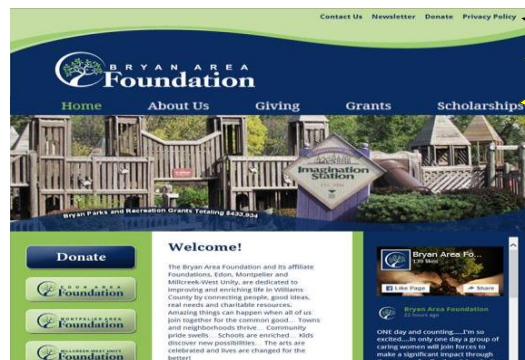 Contact Us Newsletter Donate Privacy Policy
BRYAN AREA
Foundation
Home About Us Giving Grants Scholarships
Imagination
Station
Bryan Parks and Recreation Grants Totaling $433,934
Donate
EDON AREA
Foundation
MONTPELIER AREA
Foundation
MILLCREEK-WEST UNITY
Foundation
Welcome!
The Bryan Area Foundation and its affiliate
Foundations, Edon, Montpelier and
Millcreek-West Unity, are dedicated to
improving and enriching life in Williams
County by connecting people, good ideas,
real needs and charitable resources.
Amazing things can happen when all of us
join together for the common good... Towns
and neighborhoods thrive... Community
pride swells... Schools are enriched... Kids
discover new possibilities... The arts are
celebrated and lives are changed for the
better!
Bryan Area Fo...
139 likes
Like Page Share
Bryan Area Foundation
22 hours ago
ONE day and counting.....I'm so
excited....in only one day a group of
caring women will join forces to
make a significant impact through